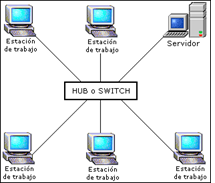 Estación
de trabajo
Estación
de trabajo
Servidor
HUB o SWITCH
Estación
de trabajo
Estación
de trabajo
Estación
de trabajo